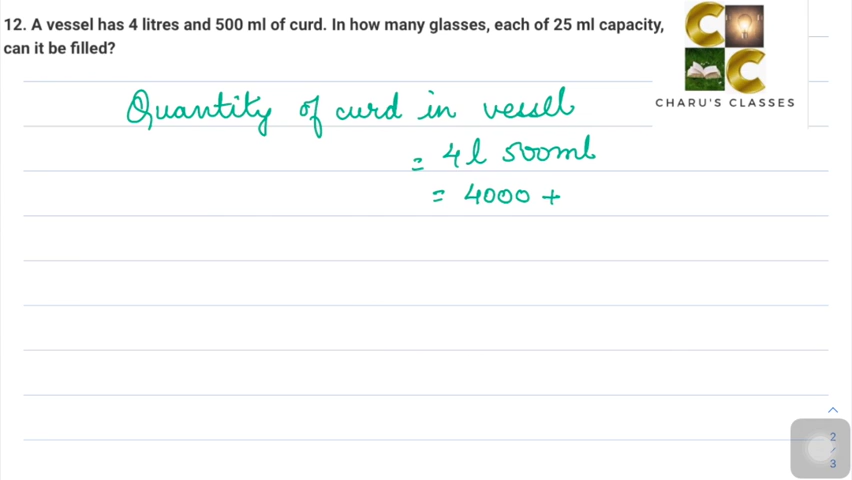 12. A vessel has 4 litres and 500 ml of curd. In how many glasses, each of 25 ml capacity,
can it be filled?
C
C
CHARU'S CLASSES
Quantity of curd in vessel
= 4l 500ml
= 4000 +
2
3